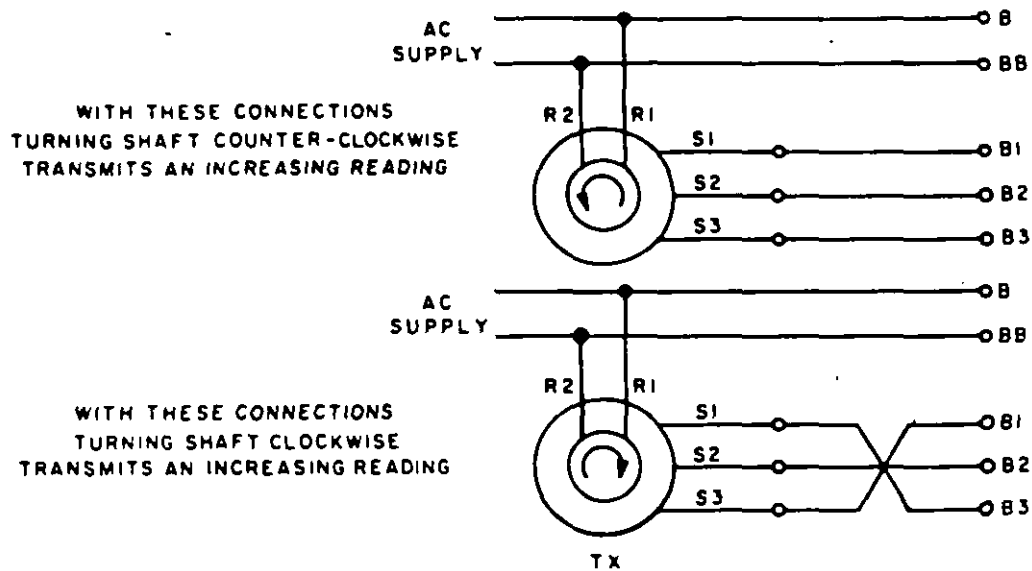 AC
SUPPLY
B
BB
WITH THESE CONNECTIONS
TURNING SHAFT COUNTER-CLOCKWISE
TRANSMITS AN INCREASING READING
R2 R1
S1 B1
S2 B2
S3 B3
AC
SUPPLY
B
BB
WITH THESE CONNECTIONS
TURNING SHAFT CLOCKWISE
TRANSMITS AN INCREASING READING
R2 R1
S1 B1
S2 B2
S3 B3
TX